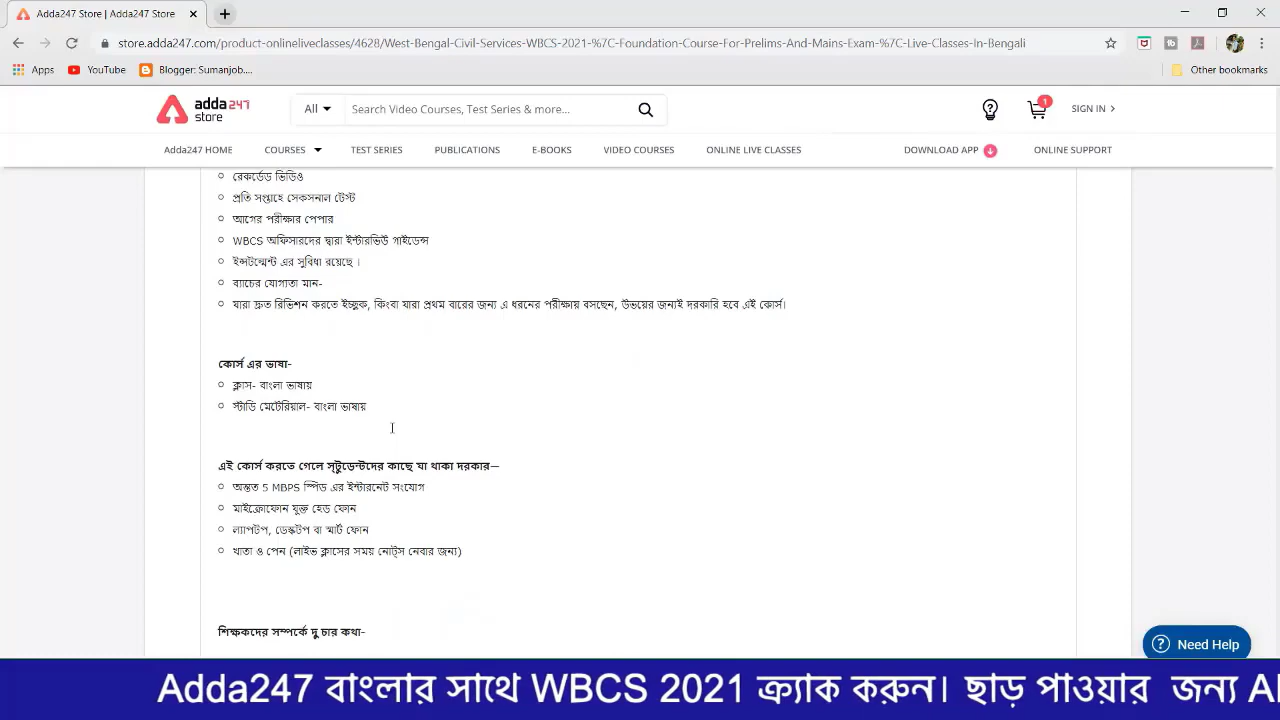 Adda247 Store | Adda247 Store
store.adda247.com/product-onlineliveclasses/4628/West-Bengal-Civil-Services-WBCS-2021-%7C-Foundation-Course-For-Prelims-And-Mains-Exam-%7C-Live-Classes-In-Bengali
Apps YouTube Blogger: Sumanjob.... Other bookmarks
adda247 store All Search Video Courses, Test Series & more... 1 SIGN IN >
Adda247 HOME COURSES TEST SERIES PUBLICATIONS E-BOOKS VIDEO COURSES ONLINE LIVE CLASSES DOWNLOAD APP ONLINE SUPPORT
রেকর্ডেড ভিডিও
প্রতি সপ্তাহে সেকসনাল টেস্ট
আগের পরীক্ষার পেপার
WBCS অফিসারদের দ্বারা ইন্টারভিউ গাইডেন্স
ইন্সটল্মেন্ট এর সুবিধা রয়েছে ।
ব্যাচের যোগ্যতা মান-
যারা দ্রুত রিভিশন করতে ইচ্ছুক, কিংবা যারা প্রথম বারের জন্য এ ধরনের পরীক্ষায় বসছেন, উভয়ের জন্যই দরকারি হবে এই কোর্স।
কোর্স এর ভাষা-
ক্লাস- বাংলা ভাষায়
স্টাডি মেটেরিয়াল- বাংলা ভাষায়
এই কোর্স করতে গেলে স্টুডেন্টদের কাছে যা থাকা দরকার—
অন্তত 5 MBPS স্পিড এর ইন্টারনেট সংযোগ
মাইক্রোফোন যুক্ত হেড ফোন
ল্যাপটপ, ডেস্কটপ বা স্মার্ট ফোন
খাতা ও পেন (লাইভ ক্লাসের সময় নোট্স নেবার জন্য)
শিক্ষকদের সম্পর্কে দু চার কথা-
Need Help
Adda247 বাংলার সাথে WBCS 2021 ক্র্যাক করুন। ছাড় পাওয়ার জন্য